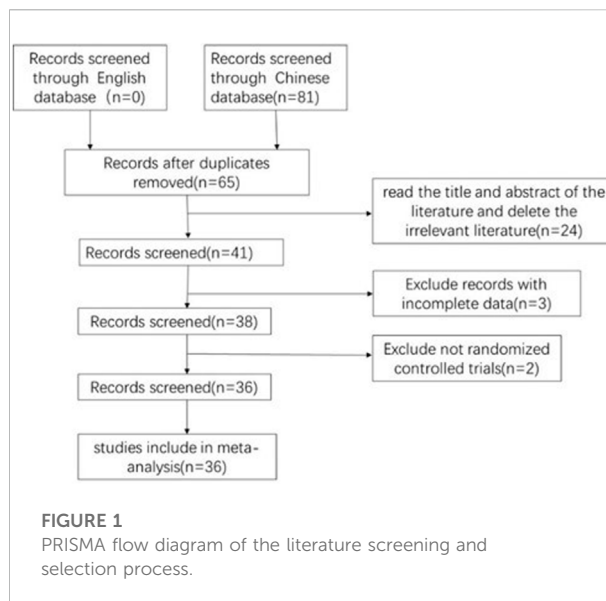 Records screened
through English
database (n=0)
Records screened
through Chinese
database(n=81)
Records after duplicates
removed(n=65)
read the title and abstract of the
literature and delete the
irrelevant literature(n=24)
Records screened(n=41)
Exclude records with
incomplete data(n=3)
Records screened(n=38)
Exclude not randomized
controlled trials(n=2)
Records screened(n=36)
studies include in meta-
analysis(n=36)
FIGURE 1
PRISMA flow diagram of the literature screening and
selection process.